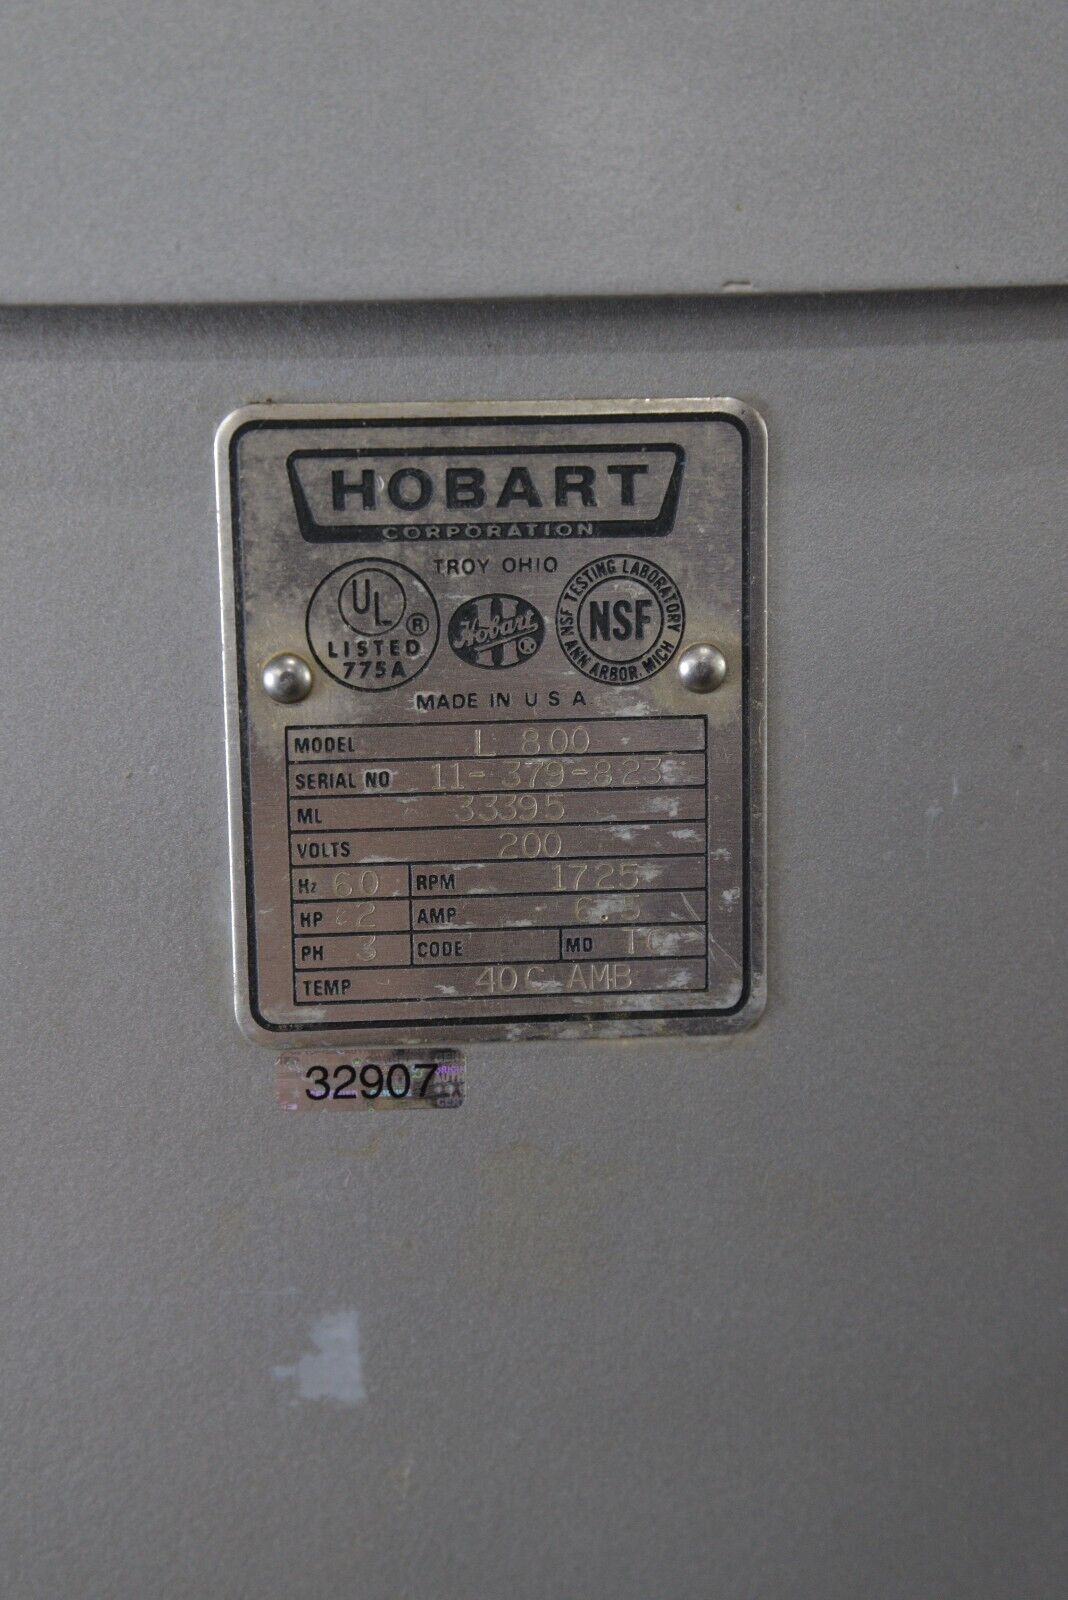 HOBART
CORPORATION
TROY OHIO
UL ®
LISTED
775A
Hobart ®
NSF TESTING LABORATORY
NSF
ANN ARBOR, MICH
MADE IN U S A
MODEL L 800
SERIAL NO 11-379-823
ML 33395
VOLTS 200
Hz 60 RPM 1725
HP 2 AMP 6.5
PH 3 CODE MD
TEMP 40C AMB
32907